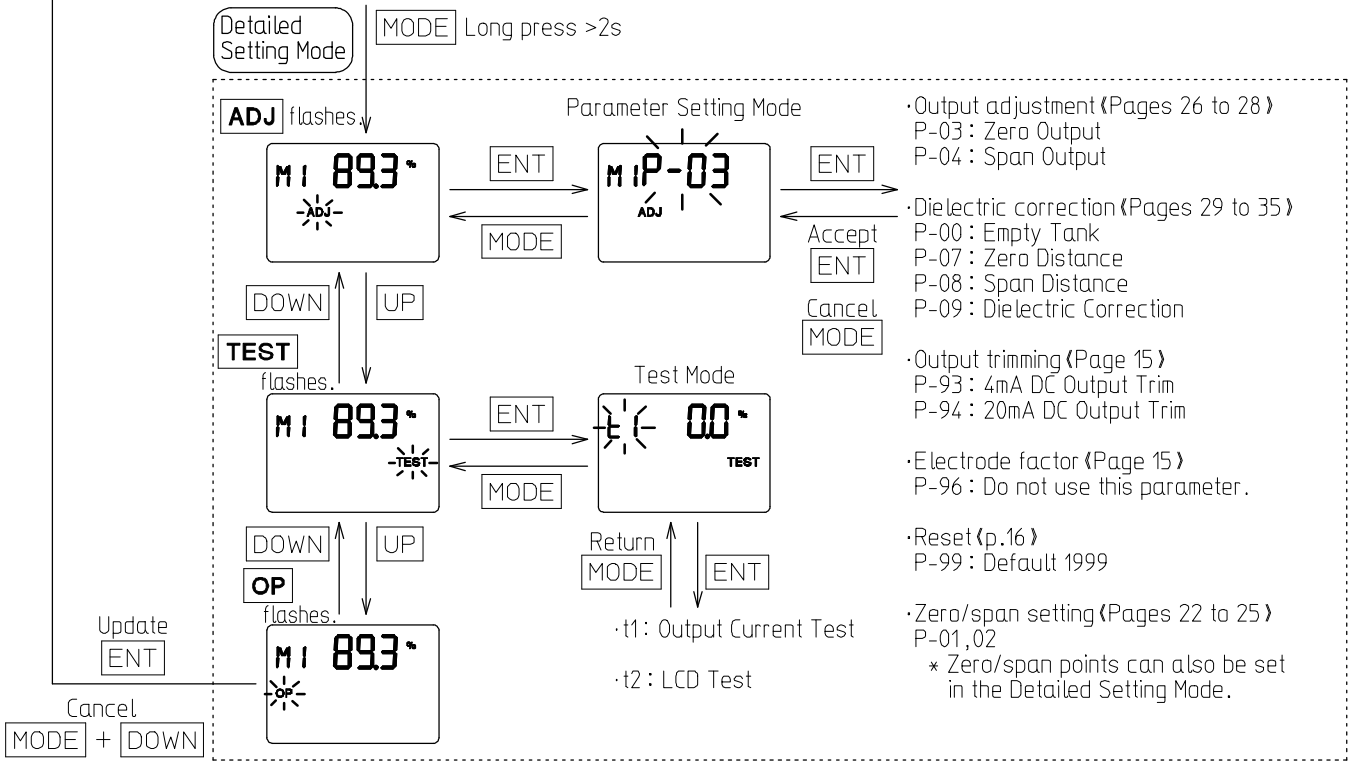 Detailed
Setting Mode
MODE Long press >2s
ADJ flashes.
Parameter Setting Mode
M1 89.3 %
ADJ
ENT
MODE
M1P-03
ADJ
ENT
Accept
ENT
Cancel
MODE
·Output adjustment《Pages 26 to 28》
P-03：Zero Output
P-04：Span Output
·Dielectric correction《Pages 29 to 35》
P-00：Empty Tank
P-07：Zero Distance
P-08：Span Distance
P-09：Dielectric Correction
·Output trimming《Page 15》
P-93：4mA DC Output Trim
P-94：20mA DC Output Trim
·Electrode factor《Page 15》
P-96：Do not use this parameter.
·Reset《p.16》
P-99：Default 1999
·Zero/span setting《Pages 22 to 25》
P-01,02
* Zero/span points can also be set
in the Detailed Setting Mode.
DOWN
UP
TEST
flashes.
Test Mode
M1 89.3 %
TEST
ENT
MODE
t1 0.0 %
TEST
Return
MODE
ENT
·t1：Output Current Test
·t2：LCD Test
DOWN
UP
OP
flashes.
M1 89.3 %
OP
Update
ENT
Cancel
MODE + DOWN